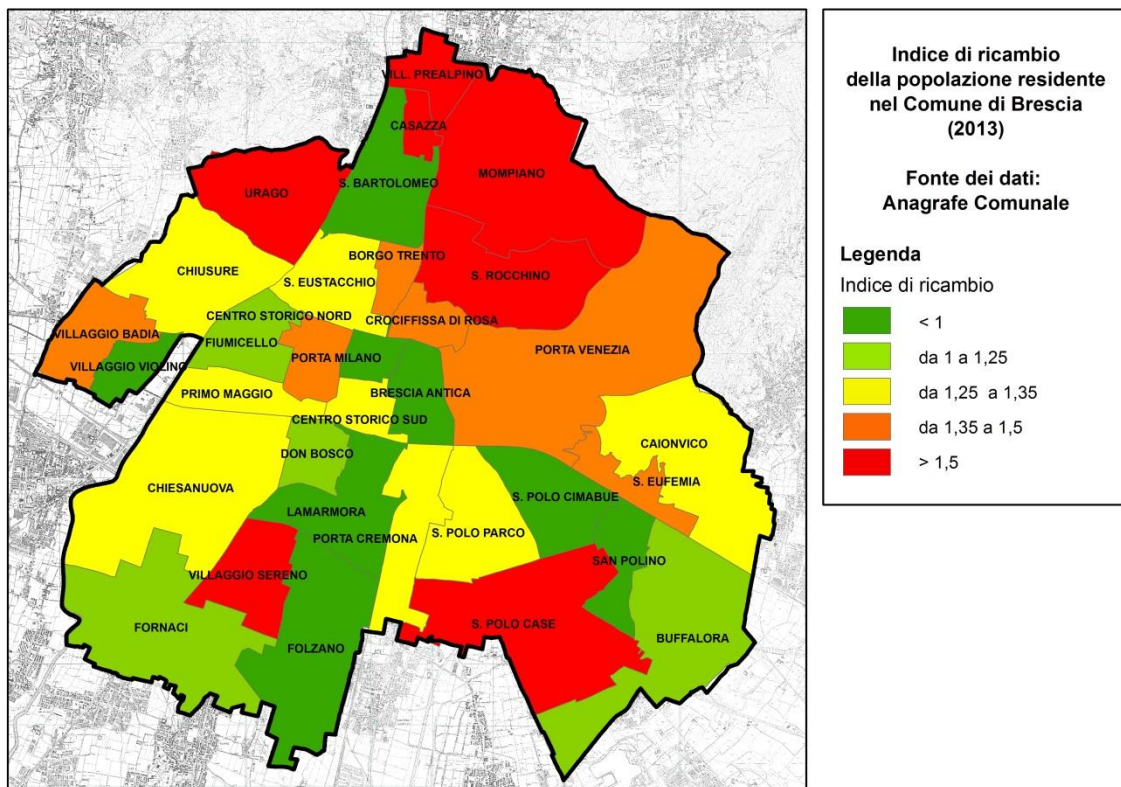 VILL. PREALPINO
CASAZZA
MOMPIANO
S. BARTOLOMEO
URAGO
BORGO TRENTO
S. ROCCHINO
CHIUSURE
S. EUSTACCHIO
CENTRO STORICO NORD
CROCIFFISSA DI ROSA
VILLAGGIO BADIA
FIUMICELLO
PORTA MILANO
PORTA VENEZIA
VILLAGGIO VIOLINO
PRIMO MAGGIO
BRESCIA ANTICA
CENTRO STORICO SUD
CAIONVICO
DON BOSCO
S. EUFEMIA
CHIESANUOVA
S. POLO CIMABUE
LAMARMORA
S. POLO PARCO
PORTA CREMONA
SAN POLINO
VILLAGGIO SERENO
S. POLO CASE
FORNACI
BUFFALORA
FOLZANO
Indice di ricambio
della popolazione residente
nel Comune di Brescia
(2013)
Fonte dei dati:
Anagrafe Comunale
Legenda
Indice di ricambio
< 1
da 1 a 1,25
da 1,25 a 1,35
da 1,35 a 1,5
> 1,5